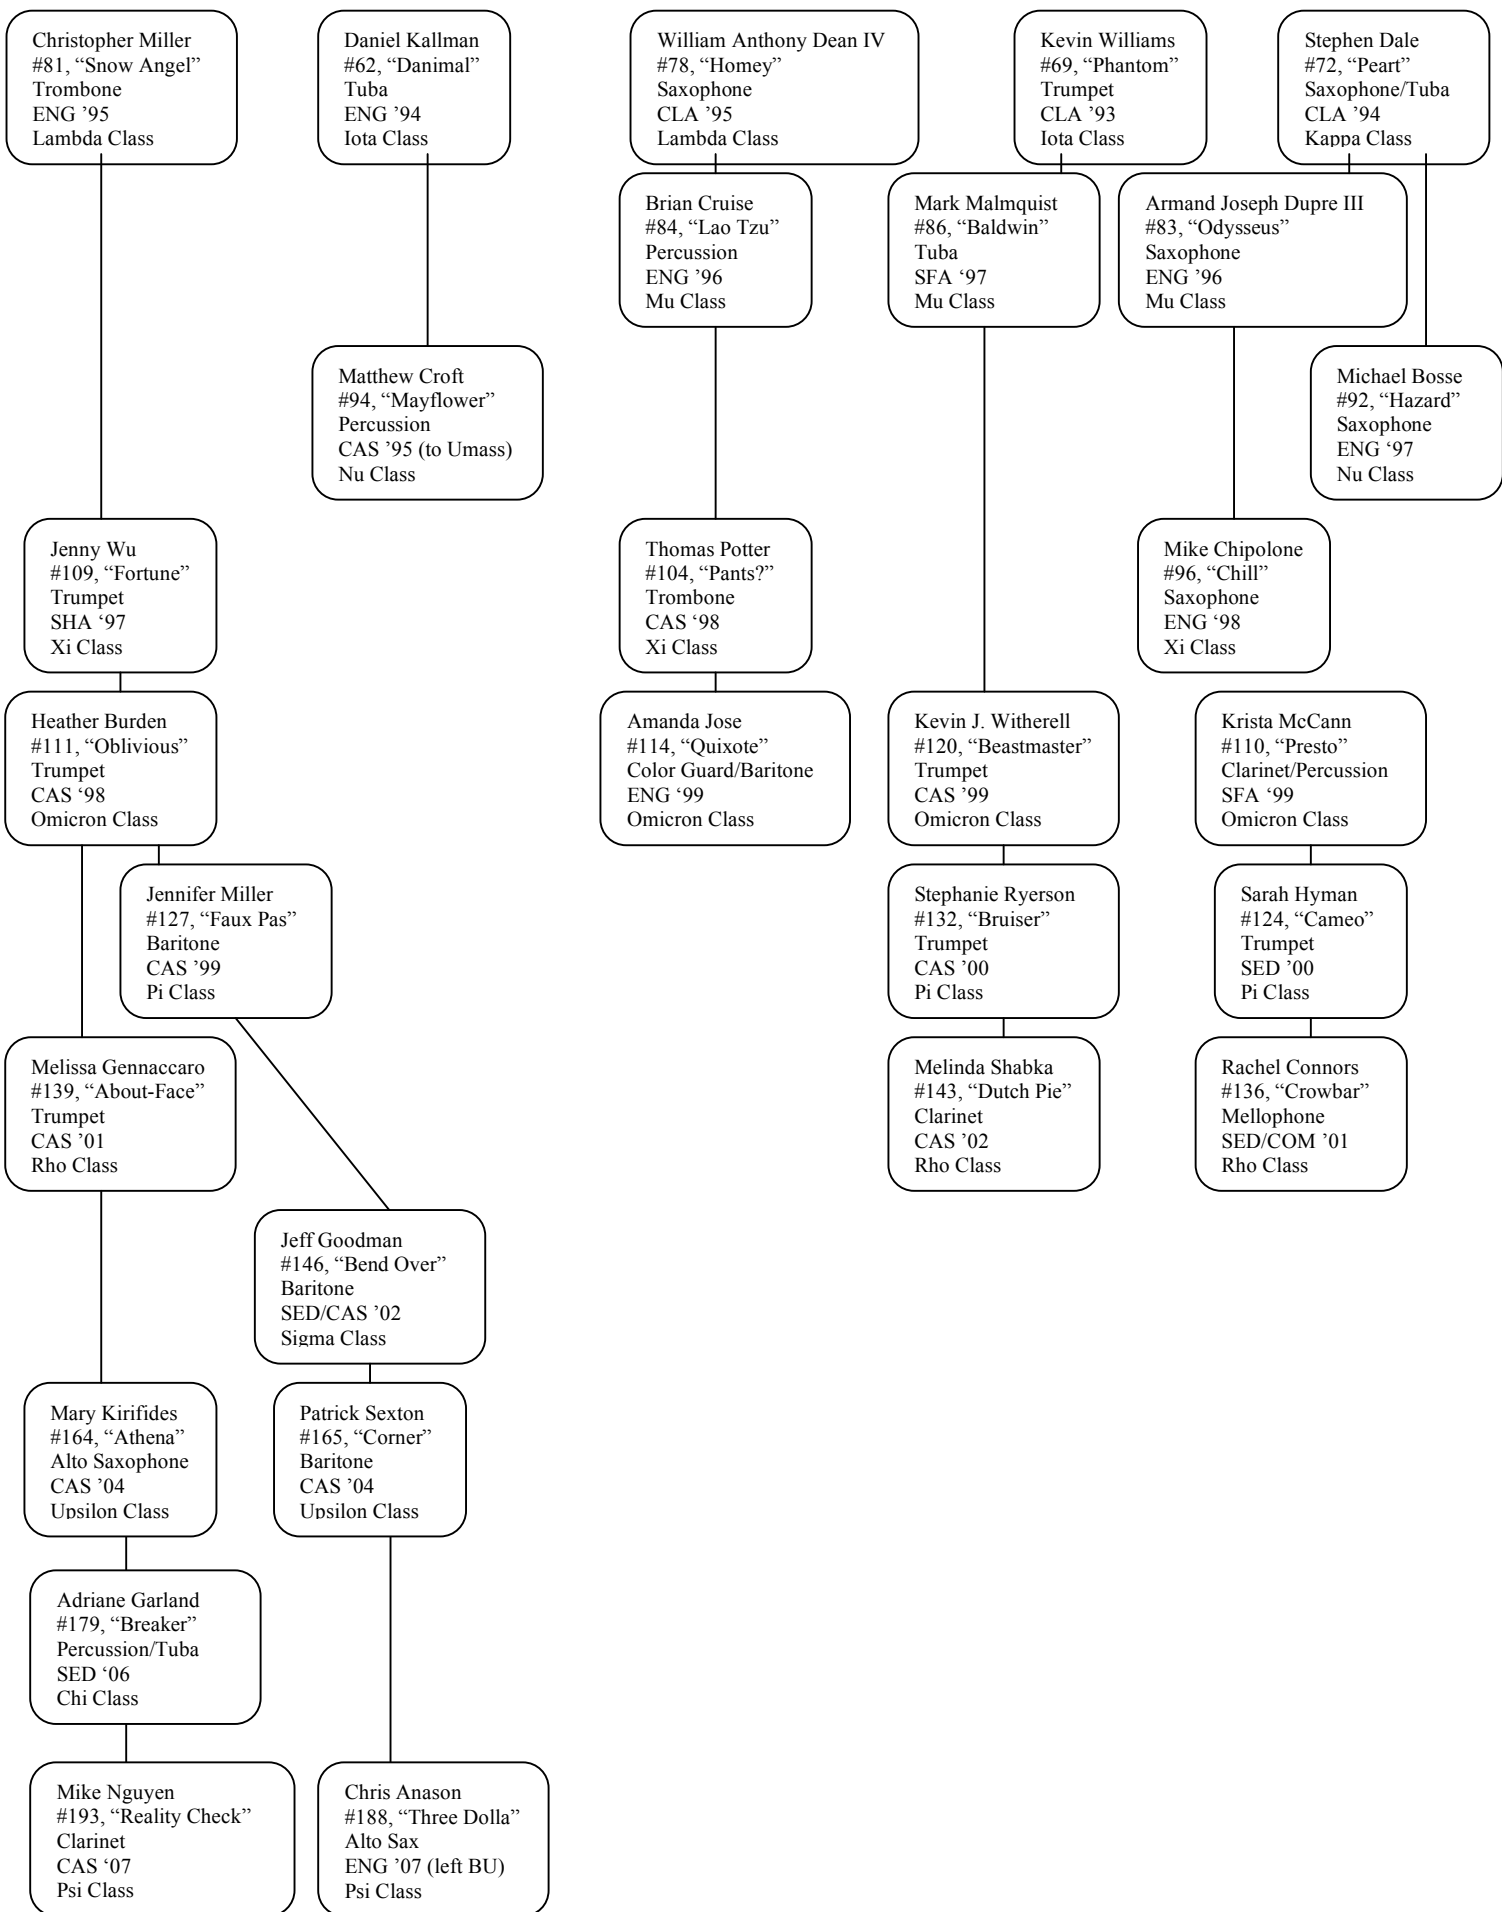 Christopher Miller
#81, “Snow Angel”
Trombone
ENG ’95
Lambda Class
Daniel Kallman
#62, “Danimal”
Tuba
ENG ’94
Iota Class
William Anthony Dean IV
#78, “Homey”
Saxophone
CLA ’95
Lambda Class
Kevin Williams
#69, “Phantom”
Trumpet
CLA ’93
Iota Class
Stephen Dale
#72, “Peart”
Saxophone/Tuba
CLA ’94
Kappa Class
Brian Cruise
#84, “Lao Tzu”
Percussion
ENG ’96
Mu Class
Mark Malmquist
#86, “Baldwin”
Tuba
SFA ’97
Mu Class
Armand Joseph Dupre III
#83, “Odysseus”
Saxophone
ENG ’96
Mu Class
Matthew Croft
#94, “Mayflower”
Percussion
CAS ’95 (to Umass)
Nu Class
Michael Bosse
#92, “Hazard”
Saxophone
ENG ‘97
Nu Class
Jenny Wu
#109, “Fortune”
Trumpet
SHA ‘97
Xi Class
Thomas Potter
#104, “Pants?”
Trombone
CAS ‘98
Xi Class
Mike Chipolone
#96, “Chill”
Saxophone
ENG ‘98
Xi Class
Heather Burden
#111, “Oblivious”
Trumpet
CAS ‘98
Omicron Class
Amanda Jose
#114, “Quixote”
Color Guard/Baritone
ENG ‘99
Omicron Class
Kevin J. Witherell
#120, “Beastmaster”
Trumpet
CAS ’99
Omicron Class
Krista McCann
#110, “Presto”
Clarinet/Percussion
SFA ‘99
Omicron Class
Jennifer Miller
#127, “Faux Pas”
Baritone
CAS ’99
Pi Class
Stephanie Ryerson
#132, “Bruiser”
Trumpet
CAS ’00
Pi Class
Sarah Hyman
#124, “Cameo”
Trumpet
SED ’00
Pi Class
Melissa Gennaccaro
#139, “About-Face”
Trumpet
CAS ’01
Rho Class
Melinda Shabka
#143, “Dutch Pie”
Clarinet
CAS ’02
Rho Class
Rachel Connors
#136, “Crowbar”
Mellophone
SED/COM ’01
Rho Class
Jeff Goodman
#146, “Bend Over”
Baritone
SED/CAS ’02
Sigma Class
Mary Kirifides
#164, “Athena”
Alto Saxophone
CAS ’04
Upsilon Class
Patrick Sexton
#165, “Corner”
Baritone
CAS ’04
Upsilon Class
Adriane Garland
#179, “Breaker”
Percussion/Tuba
SED ‘06
Chi Class
Mike Nguyen
#193, “Reality Check”
Clarinet
CAS ‘07
Psi Class
Chris Anason
#188, “Three Dolla”
Alto Sax
ENG ’07 (left BU)
Psi Class